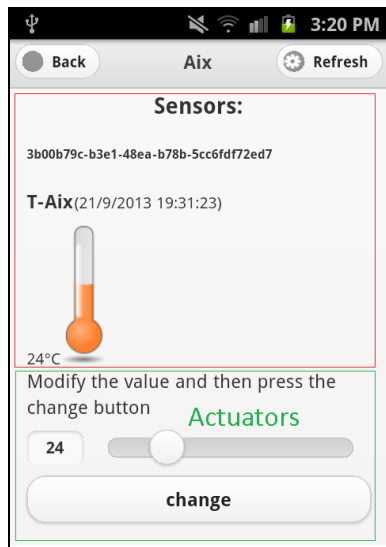 3:20 PM
Back
Aix
Refresh
Sensors:
3b00b79c-b3e1-48ea-b78b-5cc6fdf72ed7
T-Aix(21/9/2013 19:31:23)
24°C
Modify the value and then press the
change button
Actuators
24
change